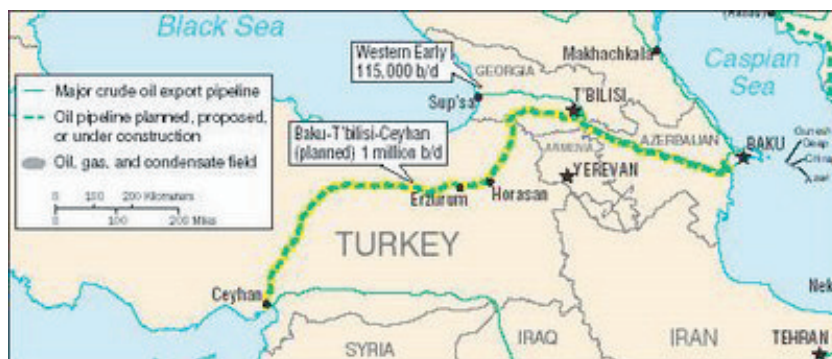 Black Sea
Caspian
Sea
Western Early
115,000 b/d
Makhachkala
GEORGIA
Sup'sa
T'BILISI
Major crude oil export pipeline
Oil pipeline planned, proposed,
or under construction
Oil, gas, and condensate field
0 100 200 Kilometers
0 100 200 Miles
Baku-T'bilisi-Ceyhan
(planned) 1 million b/d
ARMENIA
AZERBAIJAN
BAKU
YEREVAN
Erzurum
Horasan
TURKEY
Ceyhan
Nek
SYRIA
IRAQ
IRAN
TEHRAN